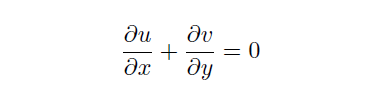 ∂u/∂x + ∂v/∂y = 0